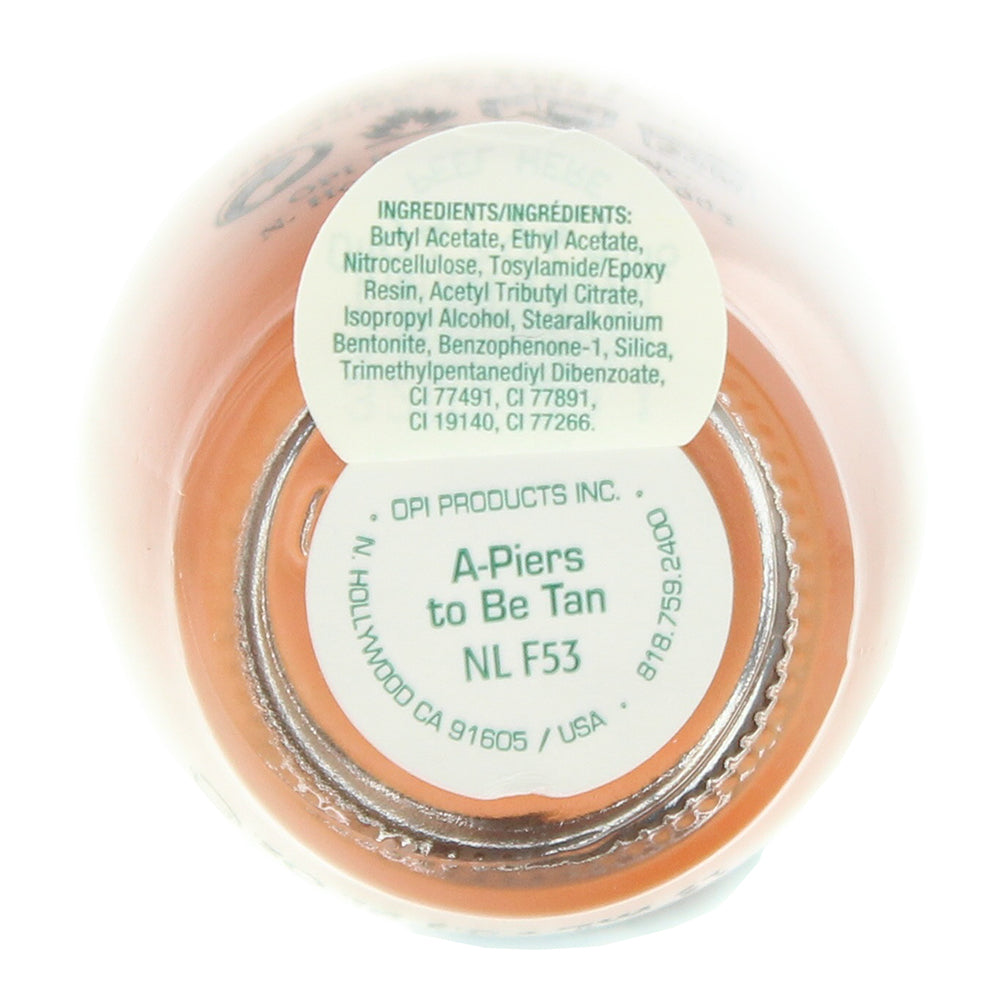 INGREDIENTS/INGRÉDIENTS:
Butyl Acetate, Ethyl Acetate,
Nitrocellulose, Tosylamide/Epoxy
Resin, Acetyl Tributyl Citrate,
Isopropyl Alcohol, Stearalkonium
Bentonite, Benzophenone-1, Silica,
Trimethylpentanediyl Dibenzoate,
CI 77491, CI 77891,
CI 19140, CI 77266.
PEEL HERE
· OPI PRODUCTS INC. ·
A-Piers
to Be Tan
NL F53
N. HOLLYWOOD CA 91605 / USA ·
818.759.2400